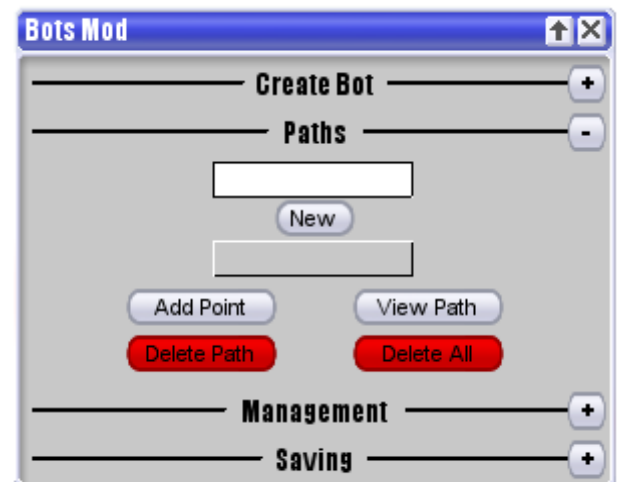 Bots Mod
Create Bot +
Paths -
New
Add Point View Path
Delete Path Delete All
Management +
Saving +